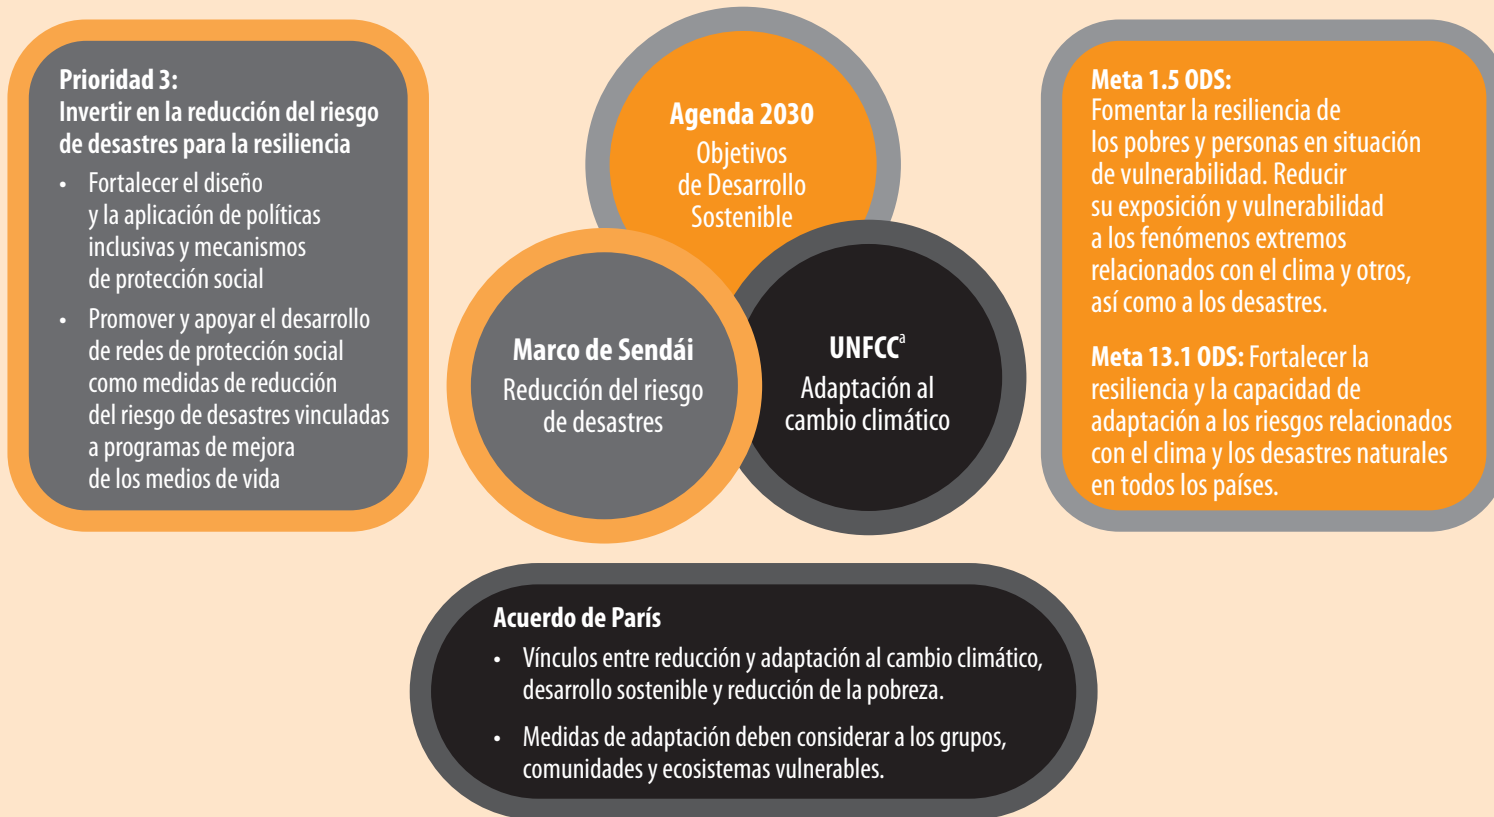 Prioridad 3:
Invertir en la reducción del riesgo
de desastres para la resiliencia
• Fortalecer el diseño
y la aplicación de políticas
inclusivas y mecanismos
de protección social
• Promover y apoyar el desarrollo
de redes de protección social
como medidas de reducción
del riesgo de desastres vinculadas
a programas de mejora
de los medios de vida
Agenda 2030
Objetivos
de Desarrollo
Sostenible
Marco de Sendái
Reducción del riesgo
de desastres
UNFCCᵃ
Adaptación al
cambio climático
Meta 1.5 ODS:
Fomentar la resiliencia de
los pobres y personas en situación
de vulnerabilidad. Reducir
su exposición y vulnerabilidad
a los fenómenos extremos
relacionados con el clima y otros,
así como a los desastres.
Meta 13.1 ODS: Fortalecer la
resiliencia y la capacidad de
adaptación a los riesgos relacionados
con el clima y los desastres naturales
en todos los países.
Acuerdo de París
• Vínculos entre reducción y adaptación al cambio climático,
desarrollo sostenible y reducción de la pobreza.
• Medidas de adaptación deben considerar a los grupos,
comunidades y ecosistemas vulnerables.